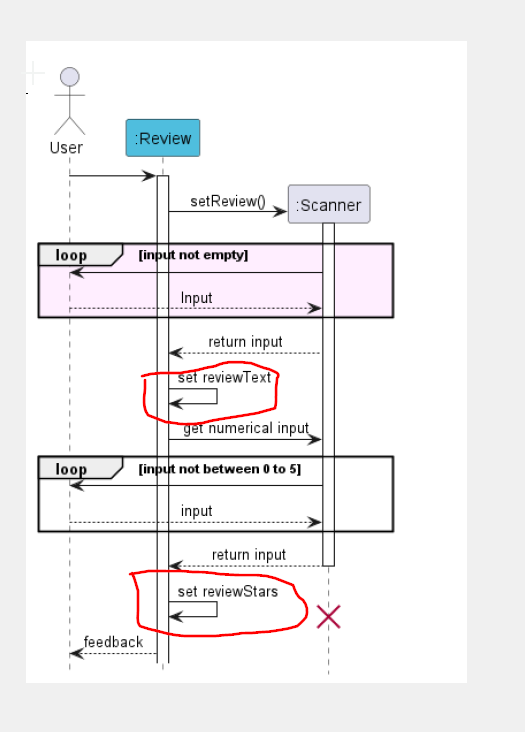 User
:Review
setReview()
:Scanner
loop [input not empty]
Input
return input
set reviewText
get numerical input
loop [input not between 0 to 5]
input
return input
set reviewStars
feedback